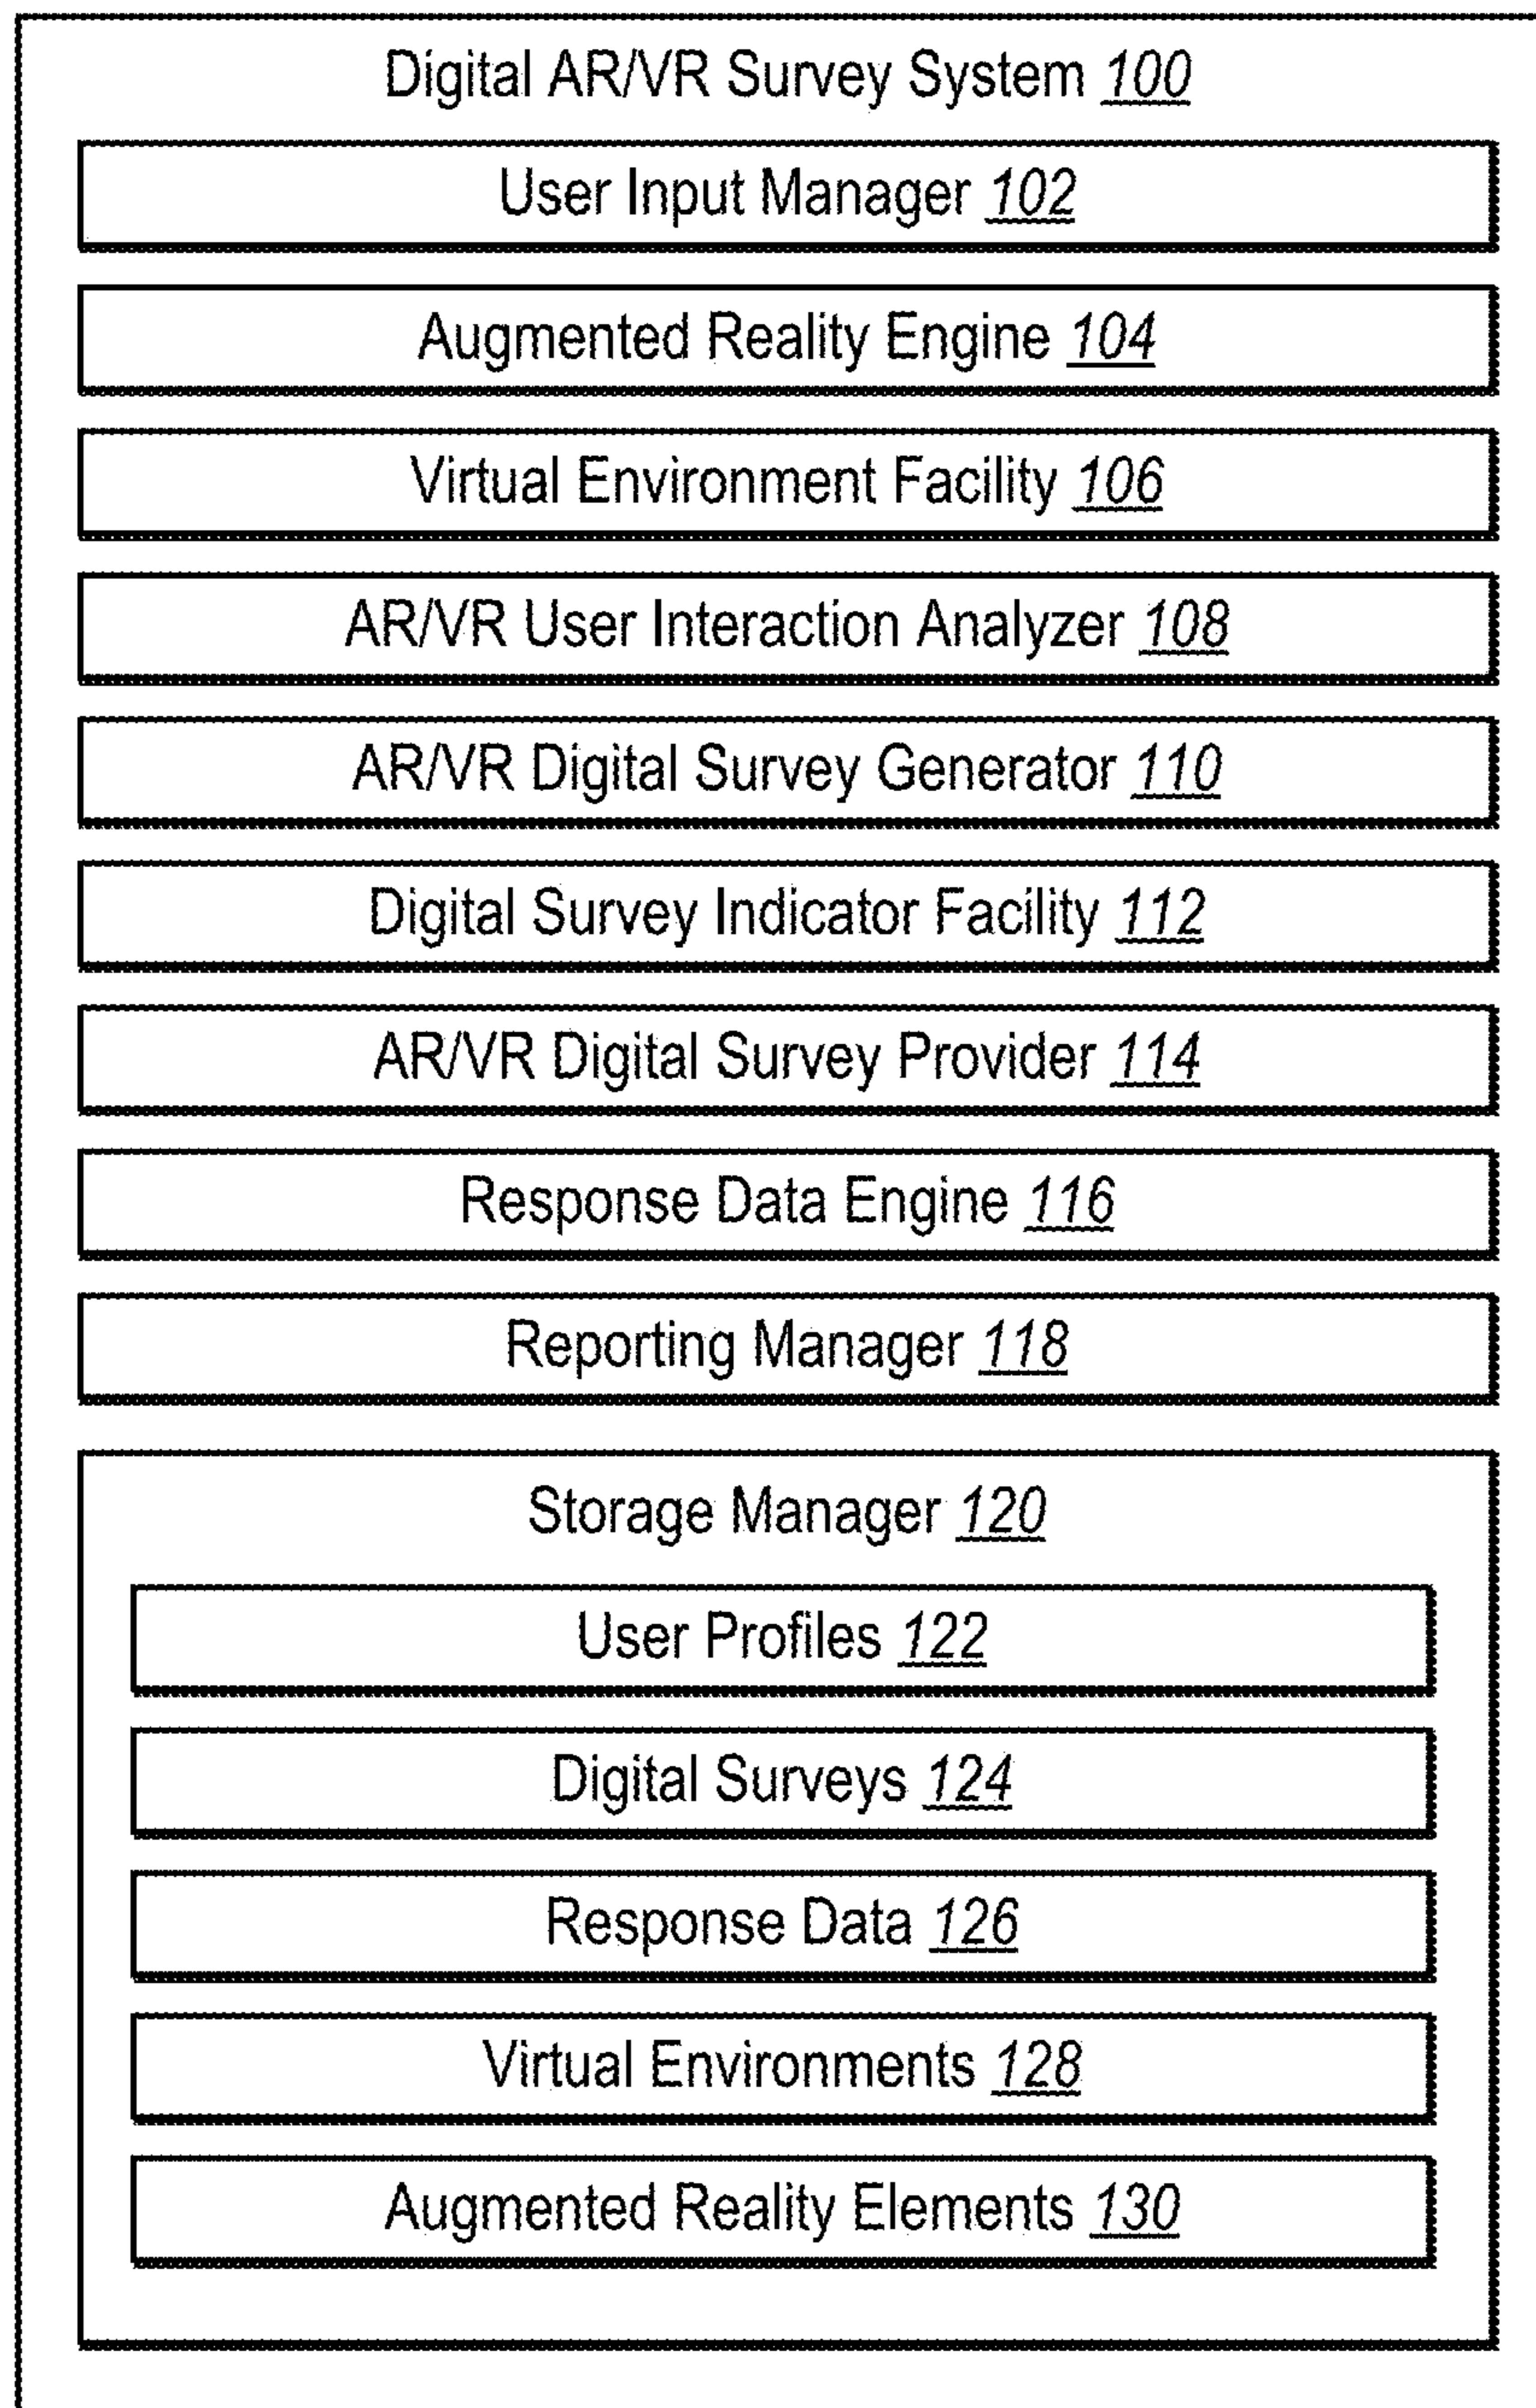 Digital AR/VR Survey System 100
User Input Manager 102
Augmented Reality Engine 104
Virtual Environment Facility 106
AR/VR User Interaction Analyzer 108
AR/VR Digital Survey Generator 110
Digital Survey Indicator Facility 112
AR/VR Digital Survey Provider 114
Response Data Engine 116
Reporting Manager 118
Storage Manager 120
User Profiles 122
Digital Surveys 124
Response Data 126
Virtual Environments 128
Augmented Reality Elements 130